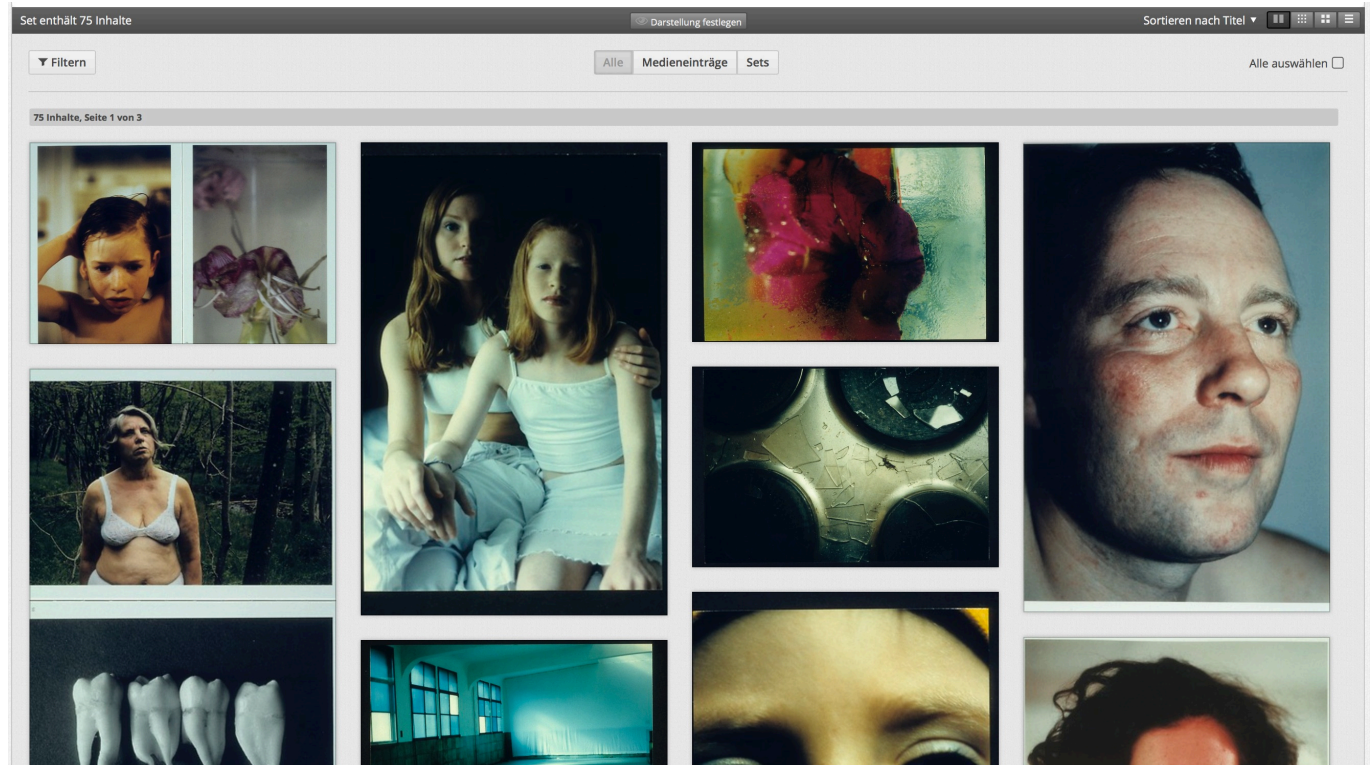 Set enthält 75 Inhalte
Darstellung festlegen
Sortieren nach Titel
Filtern
Alle
Medieneinträge
Sets
Alle auswählen
75 Inhalte, Seite 1 von 3